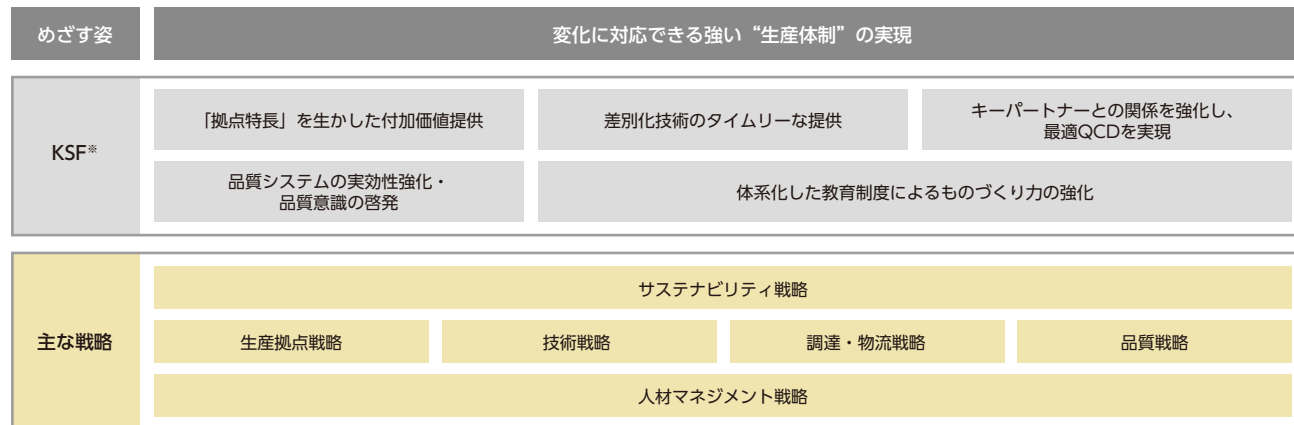 めざす姿
変化に対応できる強い“生産体制”の実現
KSF※
「拠点特長」を生かした付加価値提供
差別化技術のタイムリーな提供
キーパートナーとの関係を強化し、
最適QCDを実現
品質システムの実効性強化・
品質意識の啓発
体系化した教育制度によるものづくり力の強化
主な戦略
サステナビリティ戦略
生産拠点戦略
技術戦略
調達・物流戦略
品質戦略
人材マネジメント戦略